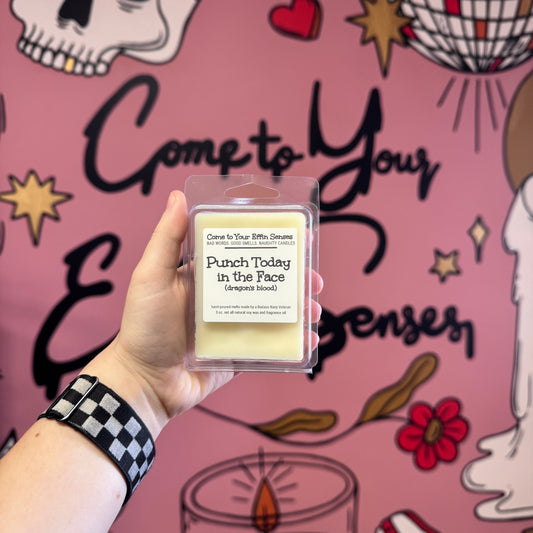 Come to Your
Senses
Come to Your Effin Senses
BAD WORDS. GOOD SMELLS. NAUGHTY CANDLES
Punch Today
in the Face
(dragon's blood)
hand-poured melts made by a Badass Navy Veteran
3 oz. net all natural soy wax and fragrance oil